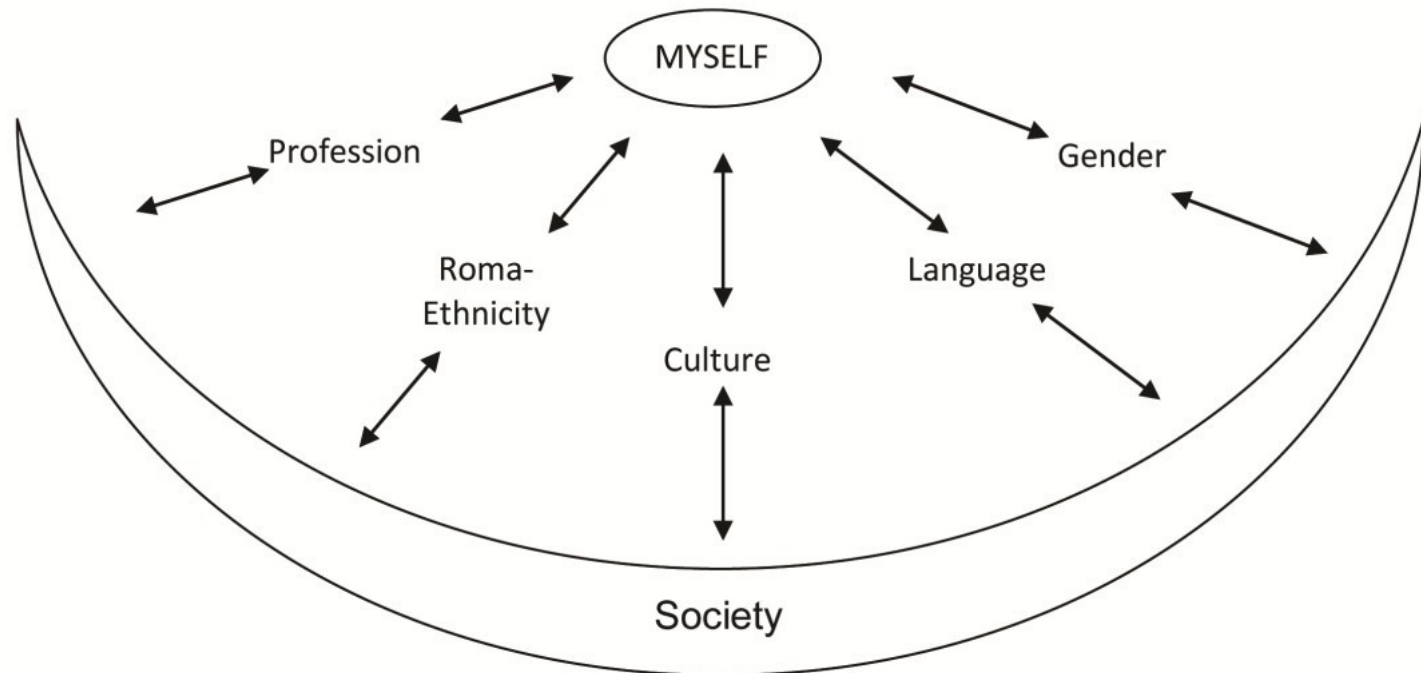 MYSELF
Profession
Gender
Roma-
Ethnicity
Language
Culture
Society